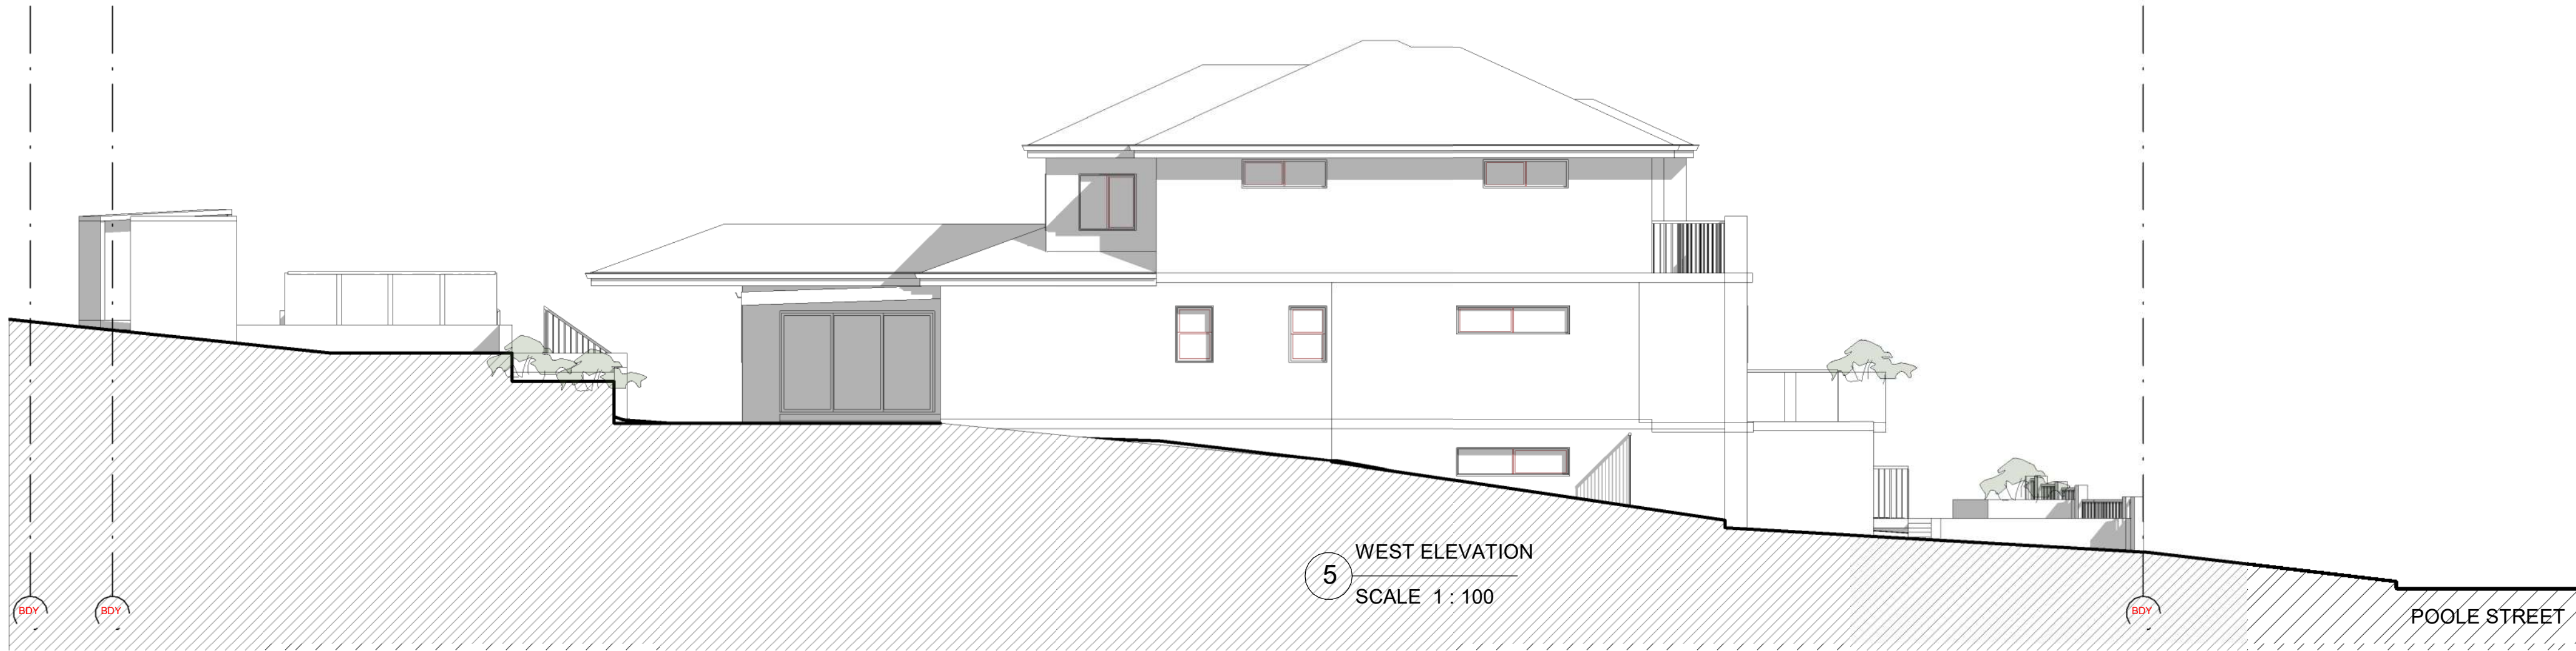 WEST ELEVATION
5
SCALE 1 : 100
BDY
BDY
BDY
POOLE STREET